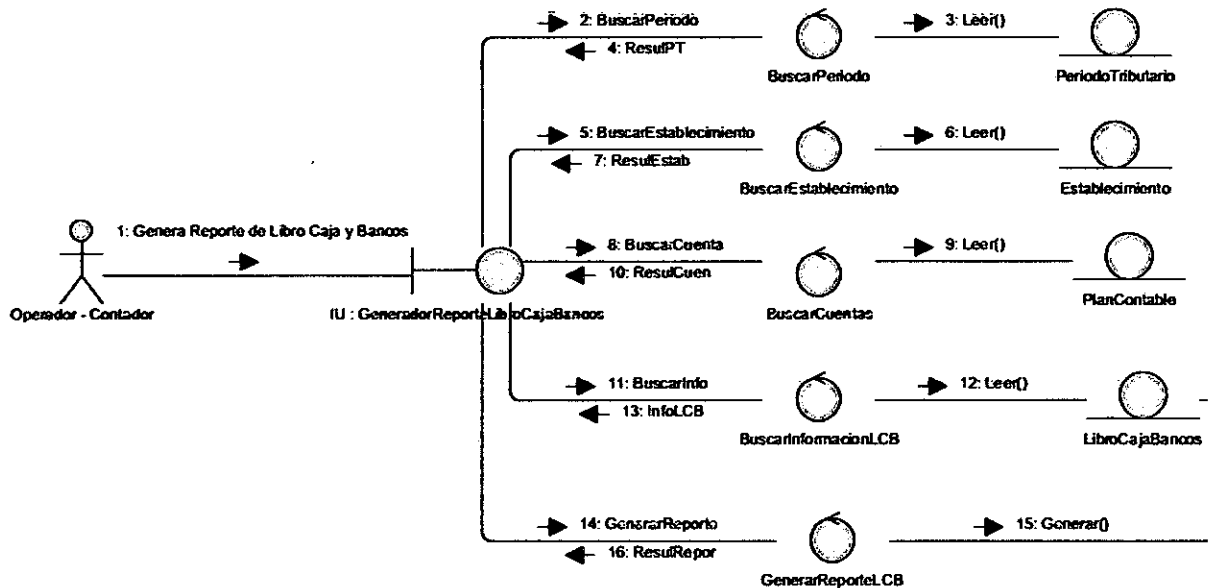 2: BuscarPeriodo
3: Leer()
4: ResulPT
BuscarPeriodo
PeriodoTributario
5: BuscarEstablecimiento
6: Leer()
7: ResulEstab
BuscarEstablecimiento
Establecimiento
1: Genera Reporte de Libro Caja y Bancos
8: BuscarCuenta
9: Leer()
10: ResulCuen
Operador - Contador
IU : GeneradorReporteLibroCajaBancos
BuscarCuentas
PlanContable
11: BuscarInfo
12: Leer()
13: InfoLCB
BuscarInformacionLCB
LibroCajaBancos
14: GenerarReporte
15: Generar()
16: ResulRepor
GenerarReporteLCB